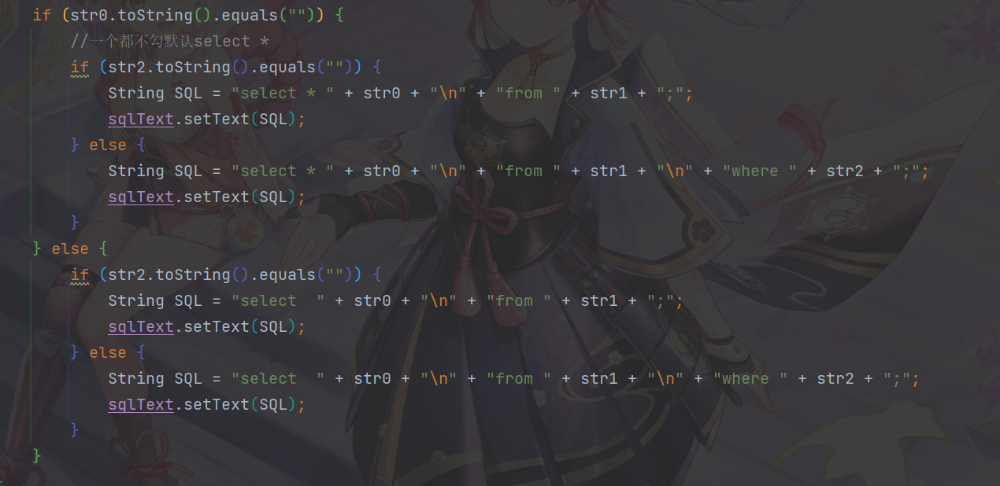 if (str0.toString().equals("")) {
//一个都不勾默认select *
if (str2.toString().equals("")) {
String SQL = "select * " + str0 + "\n" + "from " + str1 + ";";
sqlText.setText(SQL);
} else {
String SQL = "select * " + str0 + "\n" + "from " + str1 + "\n" + "where " + str2 + ";";
sqlText.setText(SQL);
}
} else {
if (str2.toString().equals("")) {
String SQL = "select  " + str0 + "\n" + "from " + str1 + ";";
sqlText.setText(SQL);
} else {
String SQL = "select  " + str0 + "\n" + "from " + str1 + "\n" + "where " + str2 + ";";
sqlText.setText(SQL);
}
}